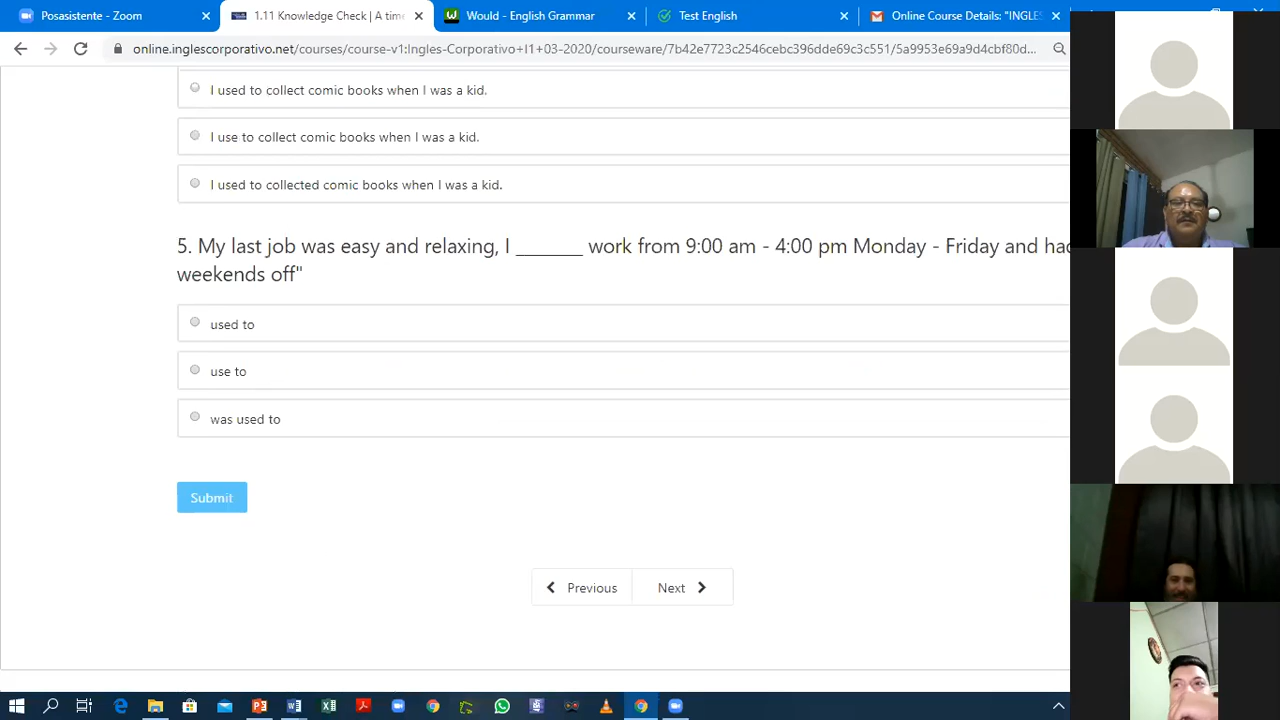 Posasistente - Zoom
1.11 Knowledge Check | A time
Would - English Grammar
Test English
Online Course Details: "INGLES
online.inglescorporativo.net/courses/course-v1:Ingles-Corporativo+I1+03-2020/courseware/7b42e7723c2546cebc396dde69c3c551/5a9953e69a9d4cbf80d...
I used to collect comic books when I was a kid.
I use to collect comic books when I was a kid.
I used to collected comic books when I was a kid.
5. My last job was easy and relaxing, I _______ work from 9:00 am - 4:00 pm Monday - Friday and had
weekends off"
used to
use to
was used to
Submit
Previous
Next